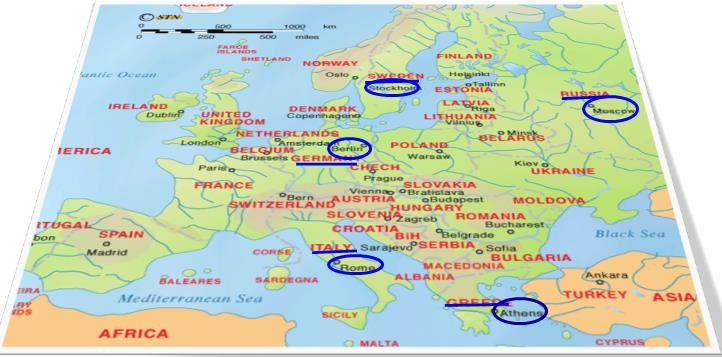 ICELAND
© STN
0 500 1000 km
0 250 500 miles
FAROE
ISLANDS
SHETLAND
NORWAY
Oslo
SWEDEN
Stockholm
FINLAND
Helsinki
Tallinn
ESTONIA
RUSSIA
Moscow
antic Ocean
IRELAND
Dublin
UNITED
KINGDOM
London
DENMARK
Copenhagen
LATVIA
Riga
LITHUANIA
Vilnius
Minsk
BELARUS
NETHERLANDS
Amsterdam
Berlin
BELGIUM
Brussels
GERMANY
POLAND
Warsaw
IERICA
Paris
CHECH
Prague
Kiev
UKRAINE
FRANCE
Bern
SWITZERLAND
Vienna
AUSTRIA
SLOVAKIA
Bratislava
Budapest
HUNGARY
MOLDOVA
SLOVENIA
Zagreb
ROMANIA
Bucharest
CROATIA
BiH
Belgrade
TUGAL
bon
SPAIN
Madrid
CORSE
ITALY
Rome
Sarajevo
SERBIA
Sofia
BULGARIA
Black Sea
MACEDONIA
ALBANIA
Ankara
TURKEY
ASIA
BALEARES
SARDEGNA
Mediterranean Sea
GREECE
Athens
EIRA
RY
DS
SICILY
AFRICA
MALTA
CYPRUS